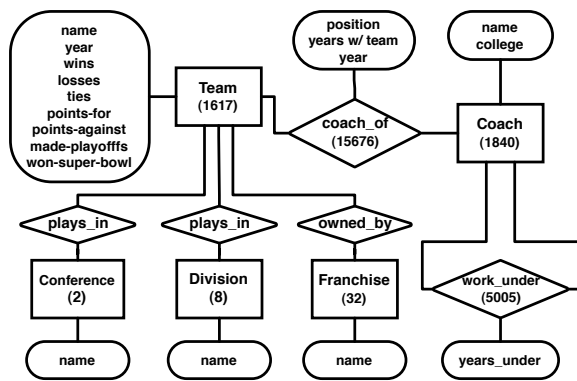 name
year
wins
losses
ties
points-for
points-against
made-playofffs
won-super-bowl
Team
(1617)
position
years w/ team
year
coach_of
(15676)
name
college
Coach
(1840)
plays_in
plays_in
owned_by
Conference
(2)
Division
(8)
Franchise
(32)
work_under
(5005)
name
name
name
years_under